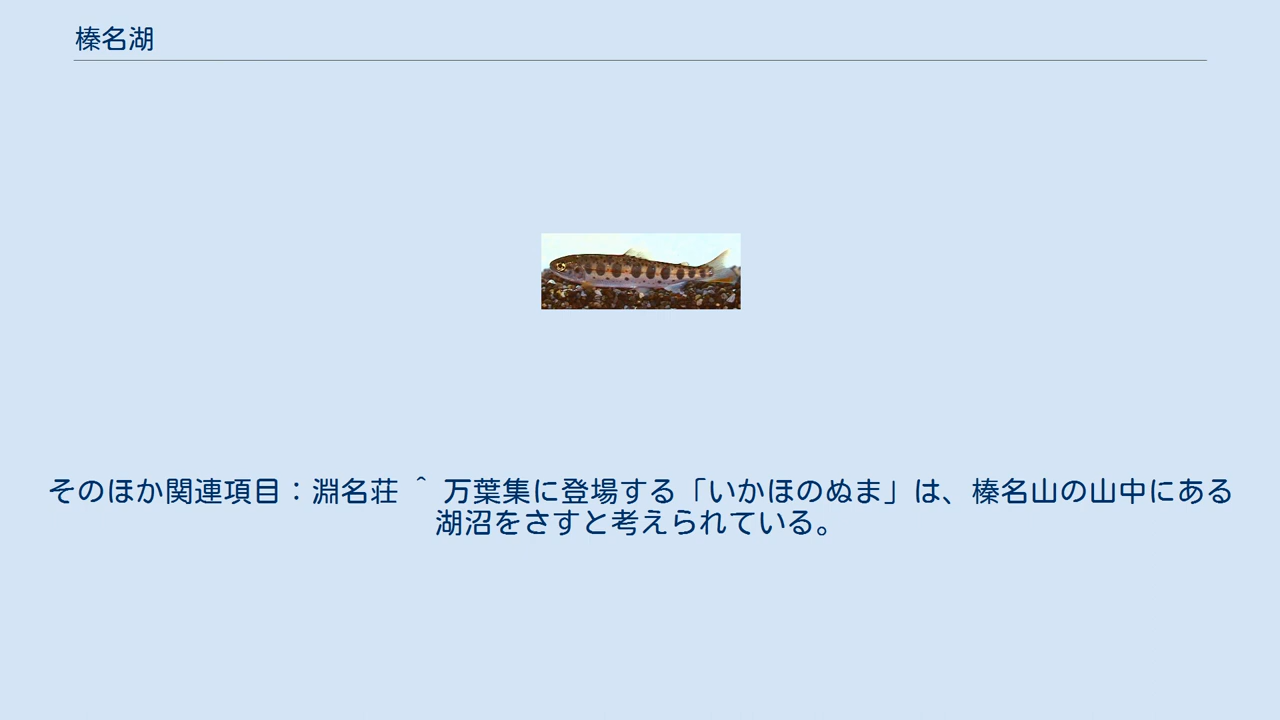 榛名湖
そのほか関連項目：淵名荘 ^ 万葉集に登場する「いかほのぬま」は、榛名山の山中にある
湖沼をさすと考えられている。